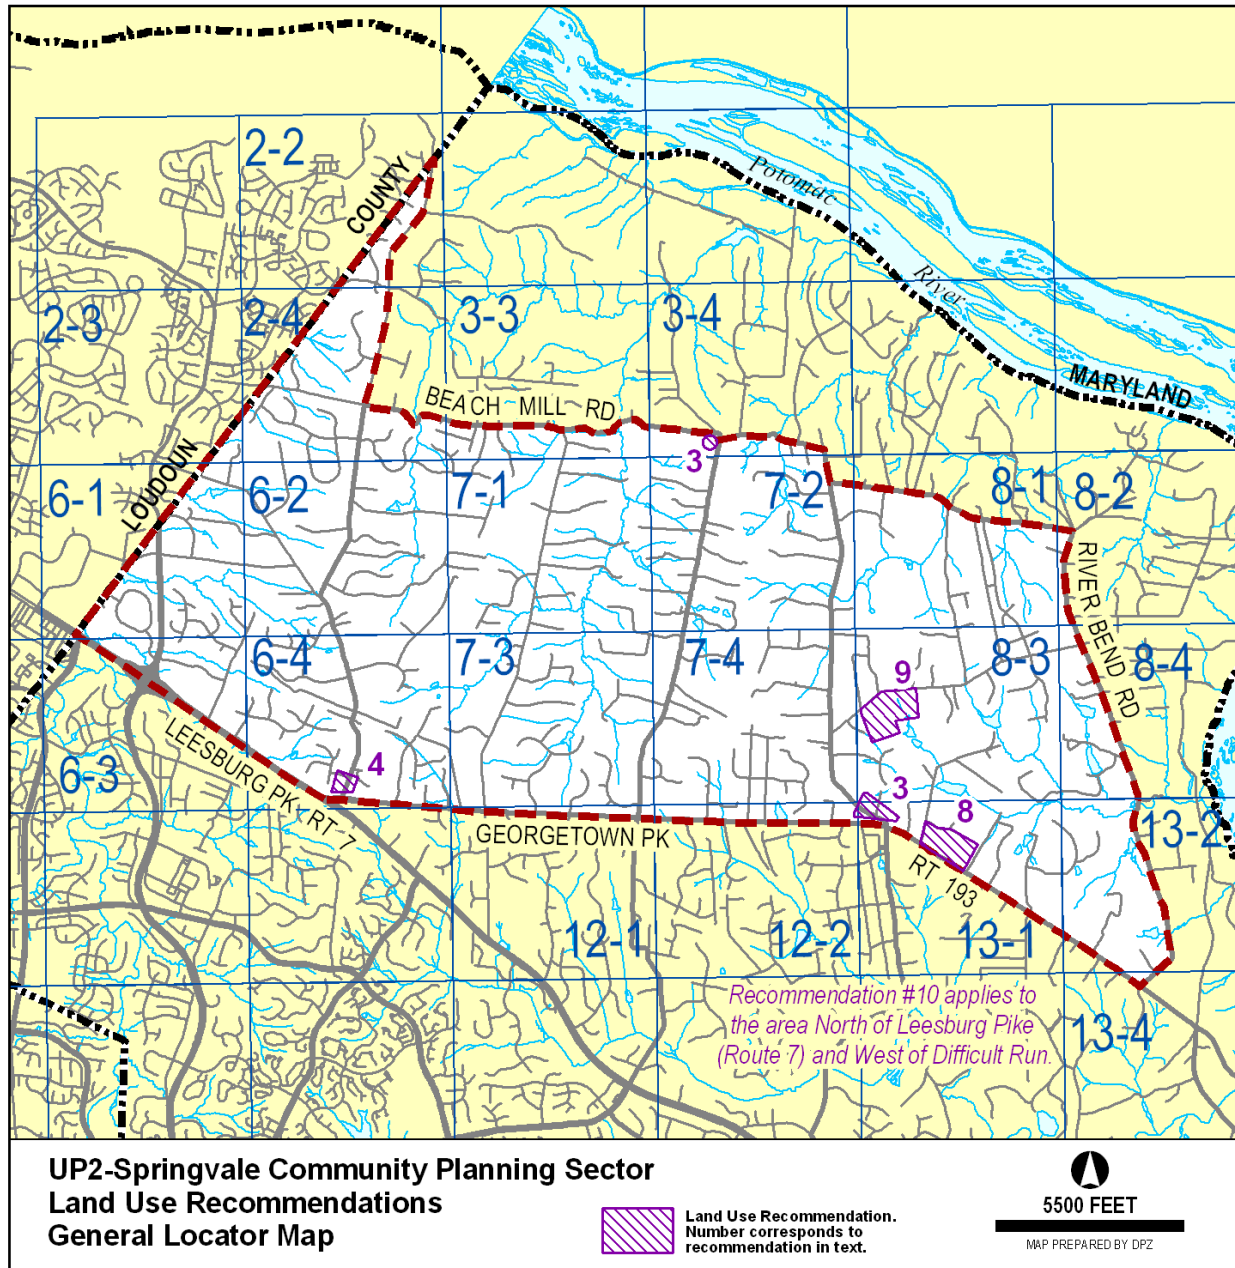 2-2
COUNTY
Potomac
River
2-3
2-4
3-3
3-4
MARYLAND
BEACH MILL RD
3
6-1
LOUDOUN
6-2
7-1
7-2
8-1
8-2
RIVER BEND RD
6-4
7-3
7-4
9
8-3
8-4
LEESBURG PK RT 7
6-3
4
3
8
GEORGETOWN PK
RT 193
13-2
12-1
12-2
13-1
Recommendation #10 applies to
the area North of Leesburg Pike
(Route 7) and West of Difficult Run.
13-4
UP2-Springvale Community Planning Sector
Land Use Recommendations
General Locator Map
Land Use Recommendation.
Number corresponds to
recommendation in text.
5500 FEET
MAP PREPARED BY DPZ